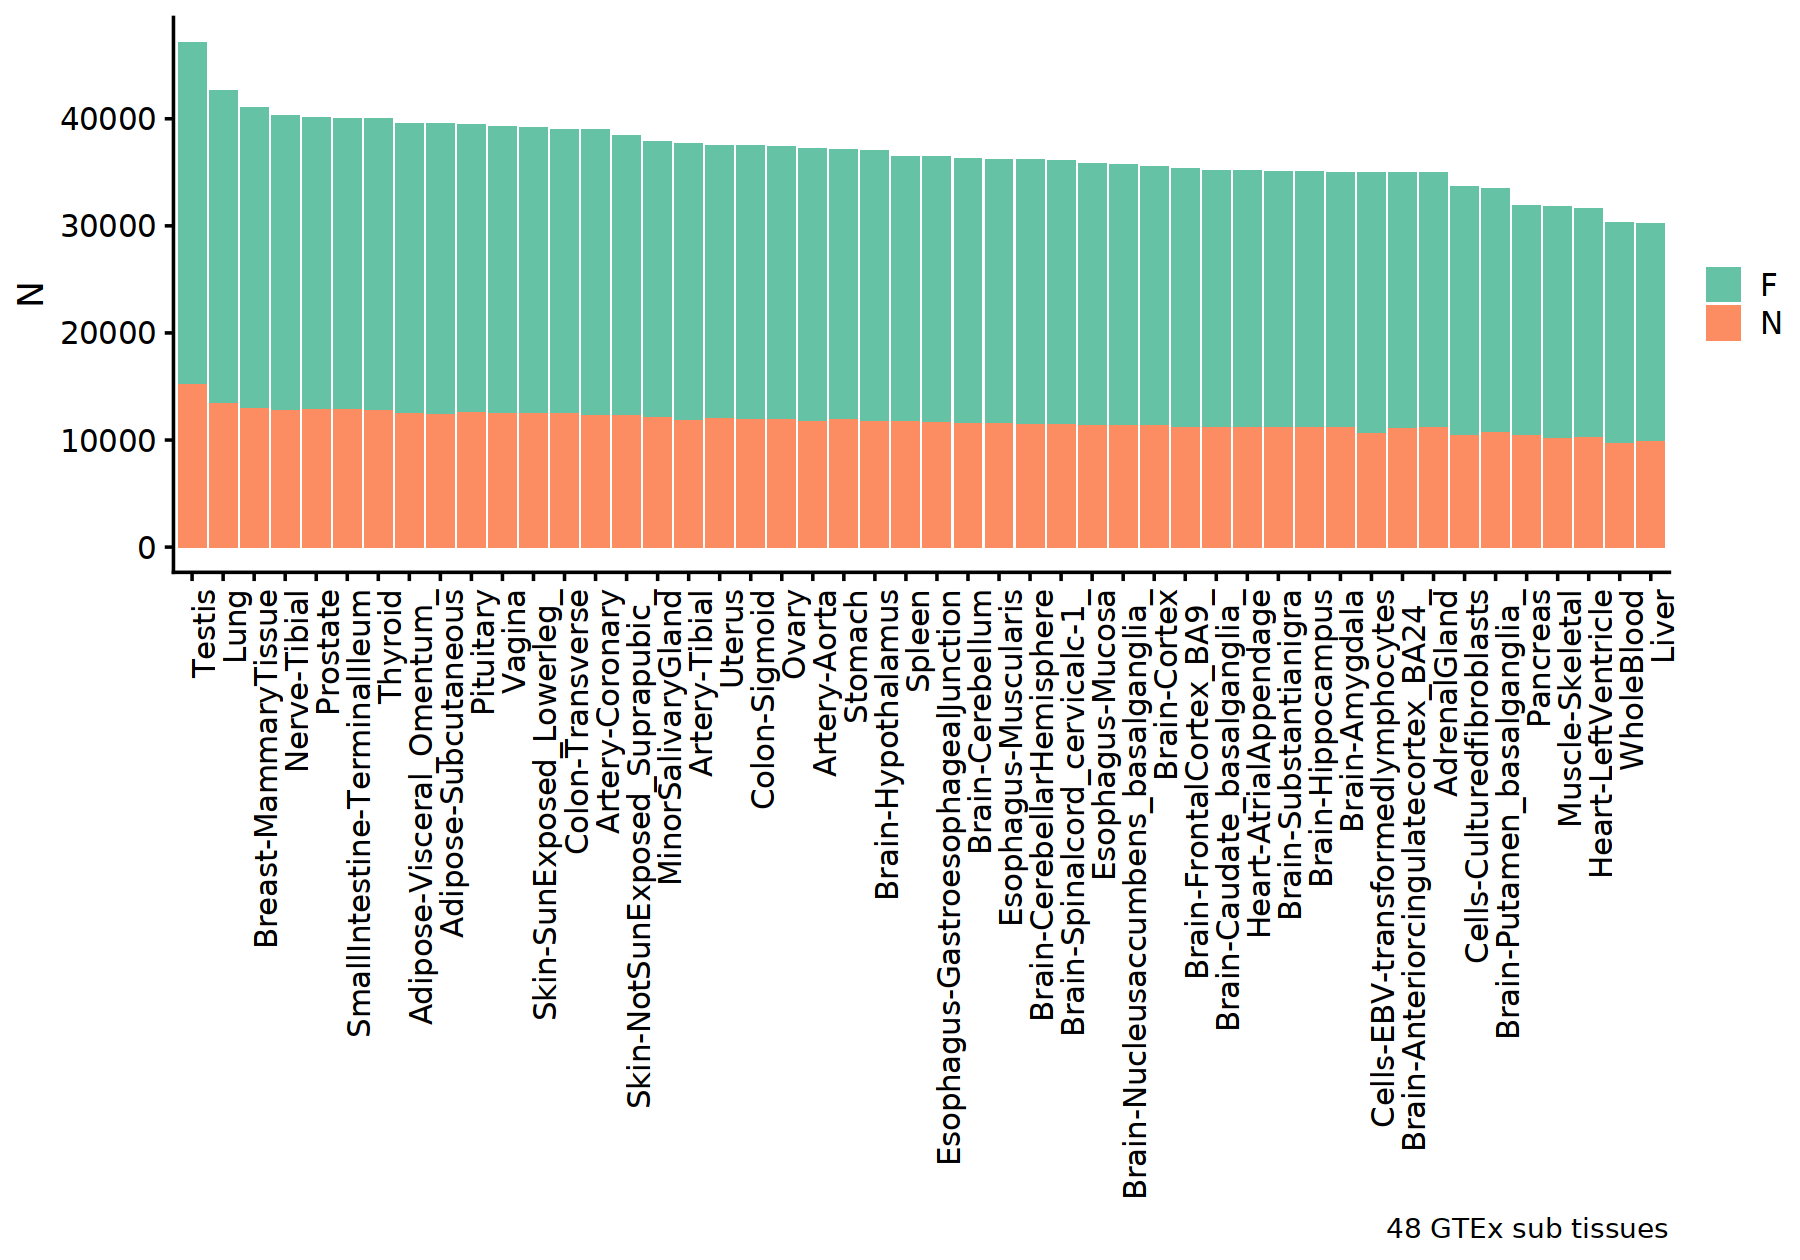 40000
30000
20000
10000
0
N
F
N
Testis
Lung
Breast-MammaryTissue
Nerve-Tibial
Prostate
SmallIntestine-TerminalIleum
Thyroid
Adipose-Visceral_Omentum_
Adipose-Subcutaneous
Pituitary
Vagina
Skin-SunExposed_Lowerleg_
Colon-Transverse
Artery-Coronary
Skin-NotSunExposed_Suprapubic_
MinorSalivaryGland
Artery-Tibial
Uterus
Colon-Sigmoid
Ovary
Artery-Aorta
Stomach
Brain-Hypothalamus
Spleen
Esophagus-GastroesophagealJunction
Brain-Cerebellum
Esophagus-Muscularis
Brain-CerebellarHemisphere
Brain-Spinalcord_cervicalc-1_
Esophagus-Mucosa
Brain-Nucleusaccumbens_basalganglia_
Brain-Cortex
Brain-FrontalCortex_BA9_
Brain-Caudate_basalganglia_
Heart-AtrialAppendage
Brain-Substantianigra
Brain-Hippocampus
Brain-Amygdala
Cells-EBV-transformedlymphocytes
Brain-Anteriorcingulatecortex_BA24_
AdrenalGland
Cells-Culturedfibroblasts
Brain-Putamen_basalganglia_
Pancreas
Muscle-Skeletal
Heart-LeftVentricle
WholeBlood
Liver
48 GTEx sub tissues